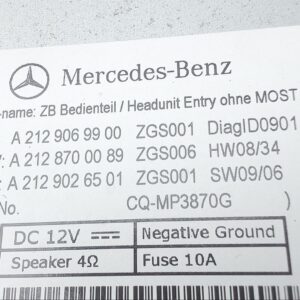 Mercedes-Benz
-name: ZB Bedienteil / Headunit Entry ohne MOST
: A 212 906 99 00 ZGS001 DiagID0901
: A 212 870 00 89 ZGS006 HW08/34
: A 212 902 65 01 ZGS001 SW09/06
No. CQ-MP3870G )
DC 12V Negative Ground
Speaker 4Ω Fuse 10A